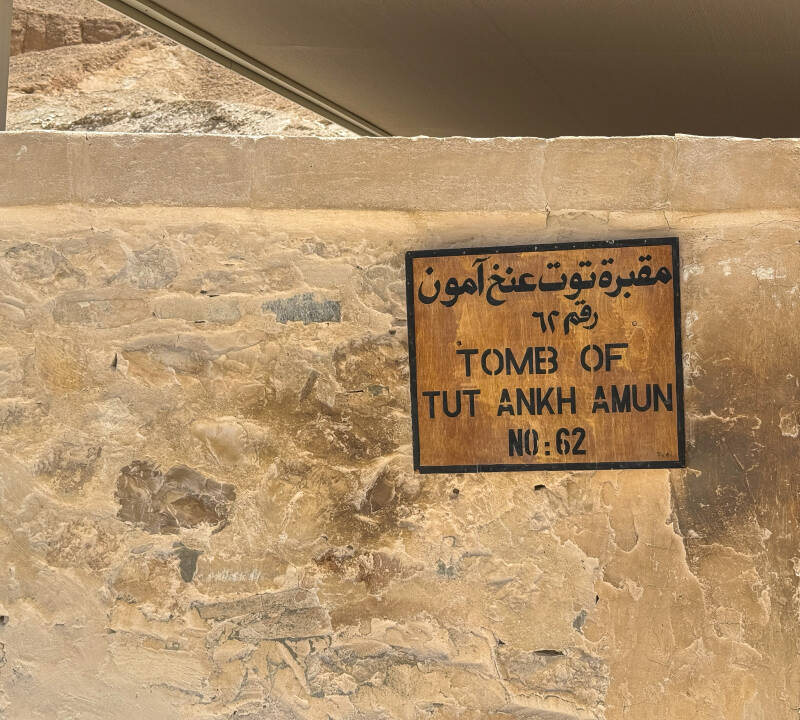 مقبرة توت عنخ آمون
رقم ٦٢
TOMB OF
TUT ANKH AMUN
NO: 62